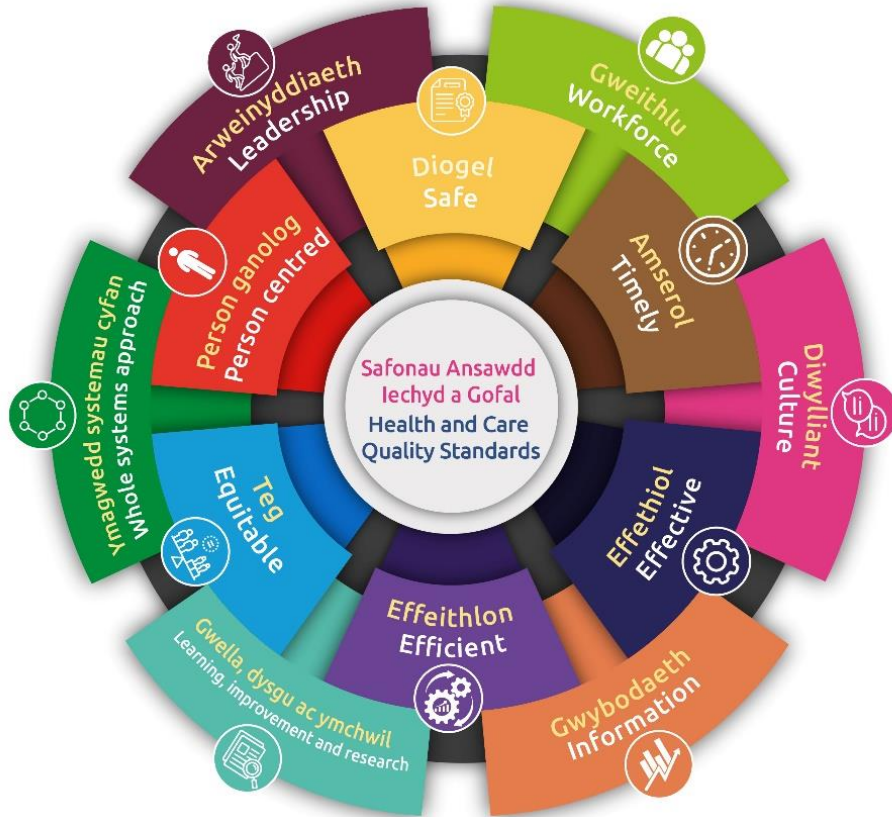 Safonau Ansawdd
Iechyd a Gofal
Health and Care
Quality Standards
Diogel
Safe
Amserol
Timely
Effethiol
Effective
Effeithlon
Efficient
Teg
Equitable
Person ganolog
Person centred
Arweinyddiaeth
Leadership
Gweithlu
Workforce
Diwylliant
Culture
Gwybodaeth
Information
Gwella, dysgu ac ymchwil
Learning, improvement and research
Ymagwedd systemau cyfan
Whole systems approach